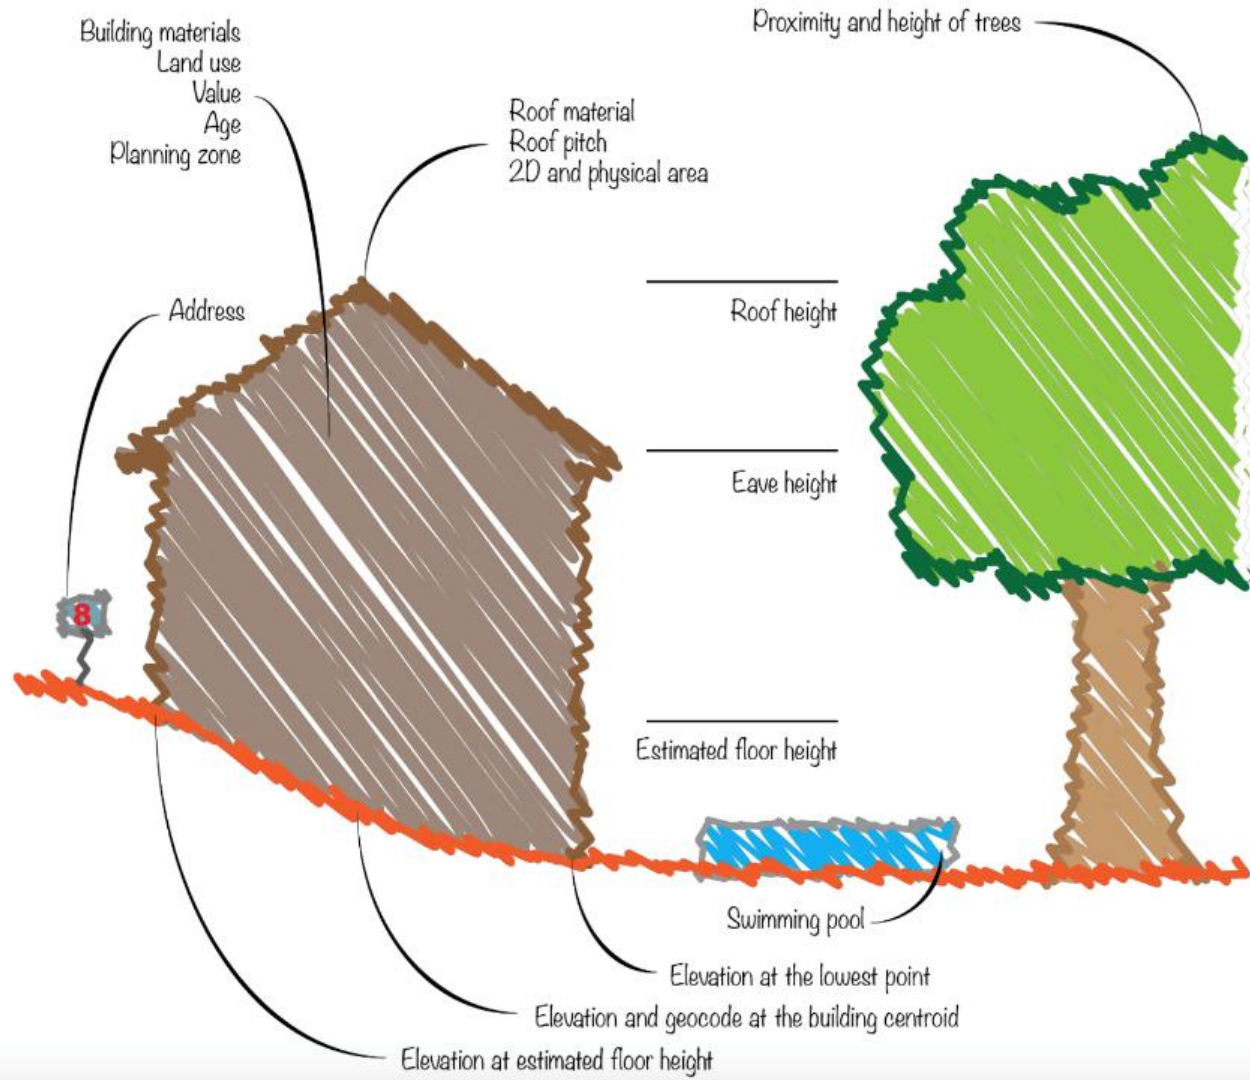 Building materials
Land use
Value
Age
Planning zone
Proximity and height of trees
Roof material
Roof pitch
2D and physical area
Address
Roof height
Eave height
8
Estimated floor height
Swimming pool
Elevation at the lowest point
Elevation and geocode at the building centroid
Elevation at estimated floor height